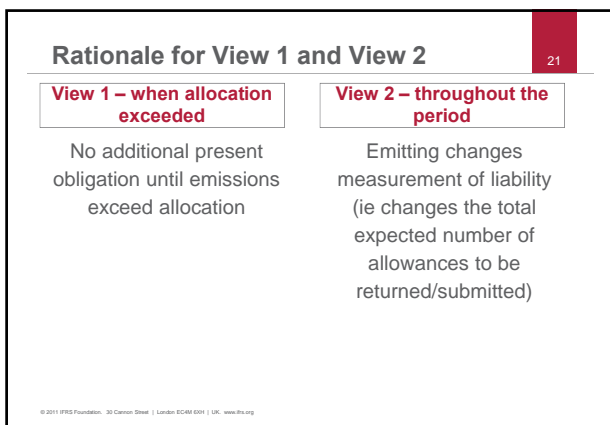 Rationale for View 1 and View 2
21
View 1 – when allocation
exceeded
No additional present
obligation until emissions
exceed allocation
View 2 – throughout the
period
Emitting changes
measurement of liability
(ie changes the total
expected number of
allowances to be
returned/submitted)
© 2011 IFRS Foundation. 30 Cannon Street | London EC4M 6XH | UK. www.ifrs.org